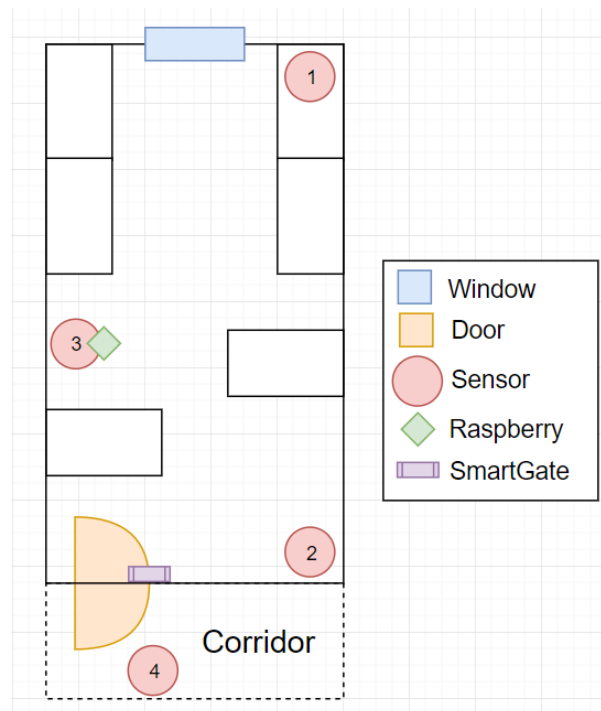 1
3
2
4
Corridor
Window
Door
Sensor
Raspberry
SmartGate